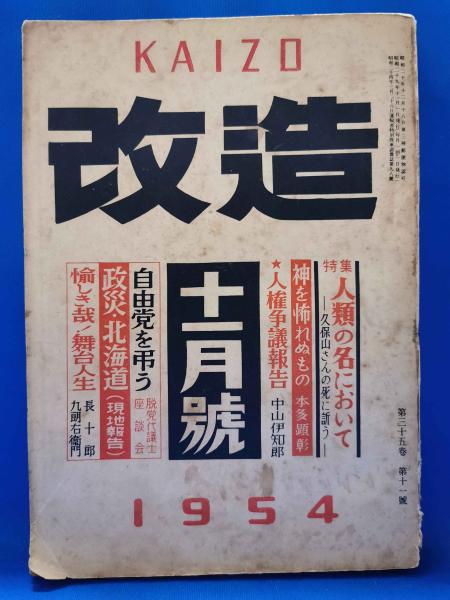 KAIZO
改造
特集
人類の名において
―久保山さんの死に誓う―
神を怖れぬもの 本多顕彰
★人権争議報告 中山伊知郎
十一月號
自由党を弔う
脱党代議士
座談会
政災・北海道(現地報告)
愉しき哉!舞台人生
長十郎
九朗右衛門
第三十五巻 第十一號
1954